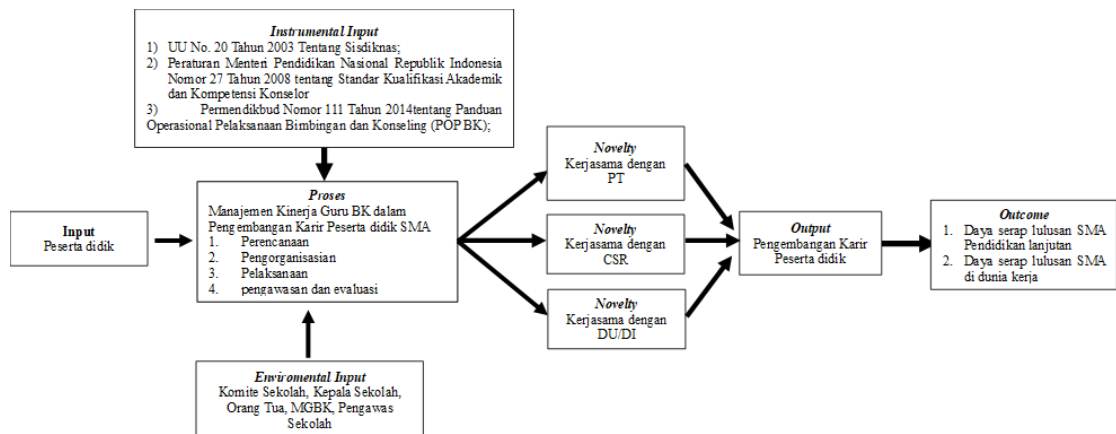 Instrumental Input
1) UU No. 20 Tahun 2003 Tentang Sisdiknas;
2) Peraturan Menteri Pendidikan Nasional Republik Indonesia
Nomor 27 Tahun 2008 tentang Standar Kualifikasi Akademik
dan Kompetensi Konselor
3) Permendikbud Nomor 111 Tahun 2014tentang Panduan
Operasional Pelaksanaan Bimbingan dan Konseling (POP BK);
Input
Peserta didik
Proses
Manajemen Kinerja Guru BK dalam
Pengembangan Karir Peserta didik SMA
1. Perencanaan
2. Pengorganisasian
3. Pelaksanaan
4. pengawasan dan evaluasi
Enviromental Input
Komite Sekolah, Kepala Sekolah,
Orang Tua, MGBK, Pengawas
Sekolah
Novelty
Kerjasama dengan
PT
Novelty
Kerjasama dengan
CSR
Novelty
Kerjasama dengan
DU/DI
Output
Pengembangan Karir
Peserta didik
Outcome
1. Daya serap lulusan SMA
Pendidikan lanjutan
2. Daya serap lulusan SMA
di dunia kerja